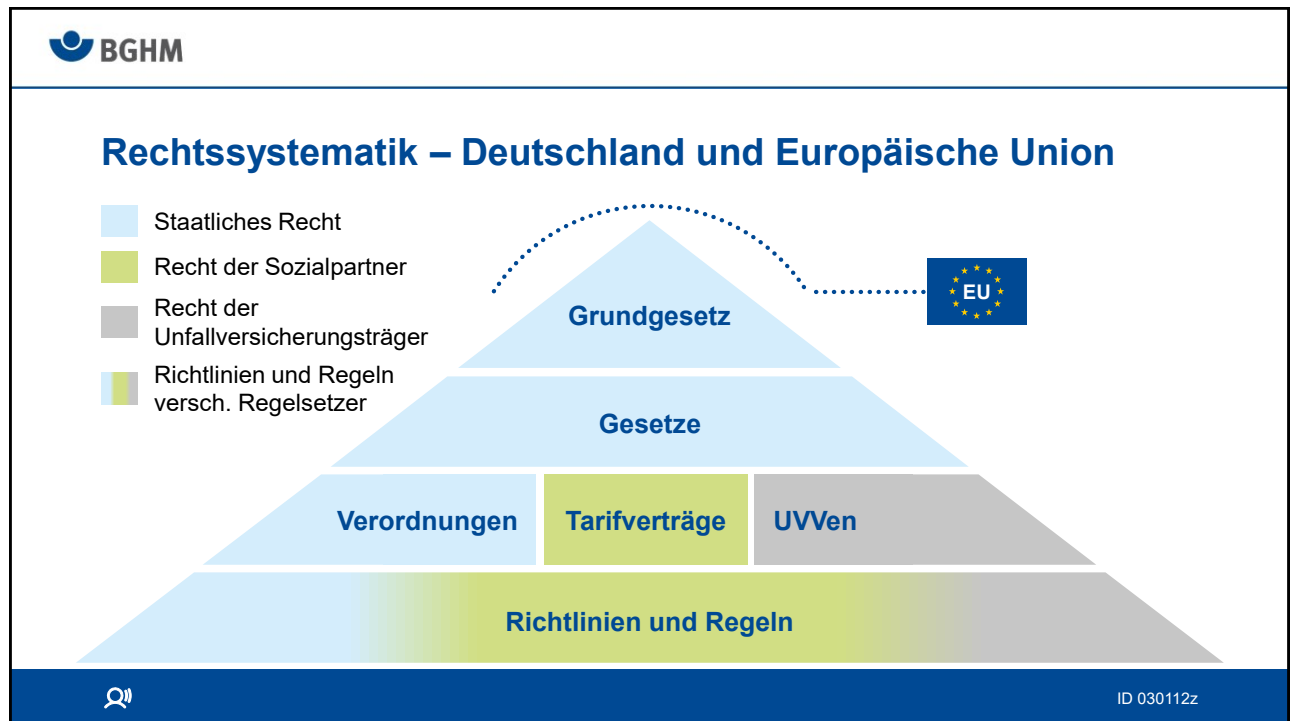 BGHM
Rechtssystematik – Deutschland und Europäische Union
Staatliches Recht
Recht der Sozialpartner
Recht der
Unfallversicherungsträger
Richtlinien und Regeln
versch. Regelsetzer
EU
Grundgesetz
Gesetze
Verordnungen
Tarifverträge
UVVen
Richtlinien und Regeln
ID 030112z